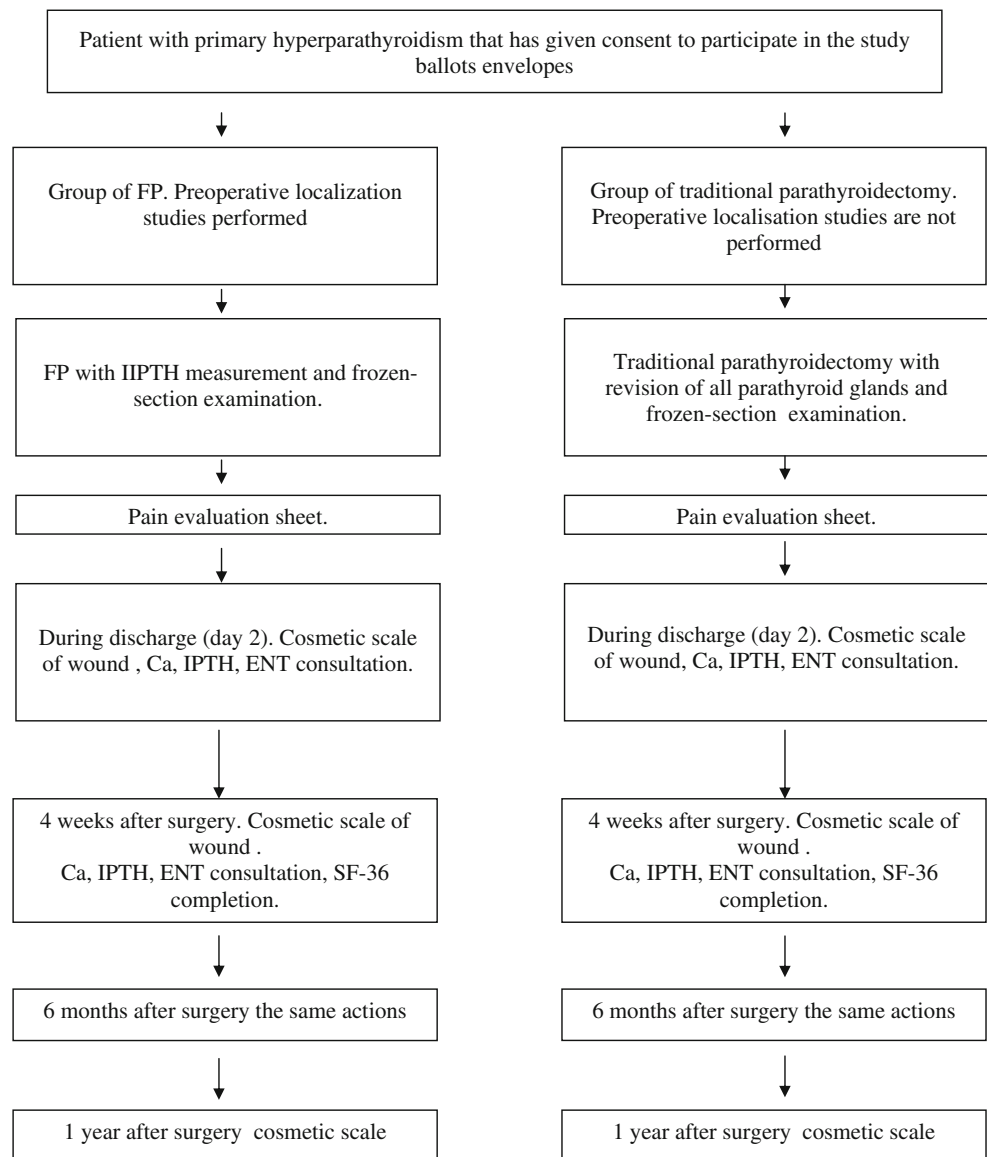 Patient with primary hyperparathyroidism that has given consent to participate in the study
ballots envelopes
Group of FP. Preoperative localization
studies performed
Group of traditional parathyroidectomy.
Preoperative localisation studies are not
performed
FP with IIPTH measurement and frozen-
section examination.
Traditional parathyroidectomy with
revision of all parathyroid glands and
frozen-section examination.
Pain evaluation sheet.
Pain evaluation sheet.
During discharge (day 2). Cosmetic scale
of wound , Ca, IPTH, ENT consultation.
During discharge (day 2). Cosmetic scale
of wound, Ca, IPTH, ENT consultation.
4 weeks after surgery. Cosmetic scale of
wound .
Ca, IPTH, ENT consultation, SF-36
completion.
4 weeks after surgery. Cosmetic scale of
wound .
Ca, IPTH, ENT consultation, SF-36
completion.
6 months after surgery the same actions
6 months after surgery the same actions
1 year after surgery cosmetic scale
1 year after surgery cosmetic scale